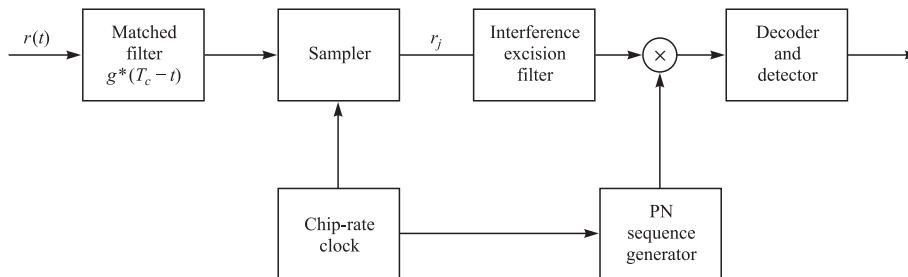 r(t)
Matched
filter
g*(T_c − t)
Sampler
r_j
Interference
excision
filter
×
Decoder
and
detector
Chip-rate
clock
PN
sequence
generator